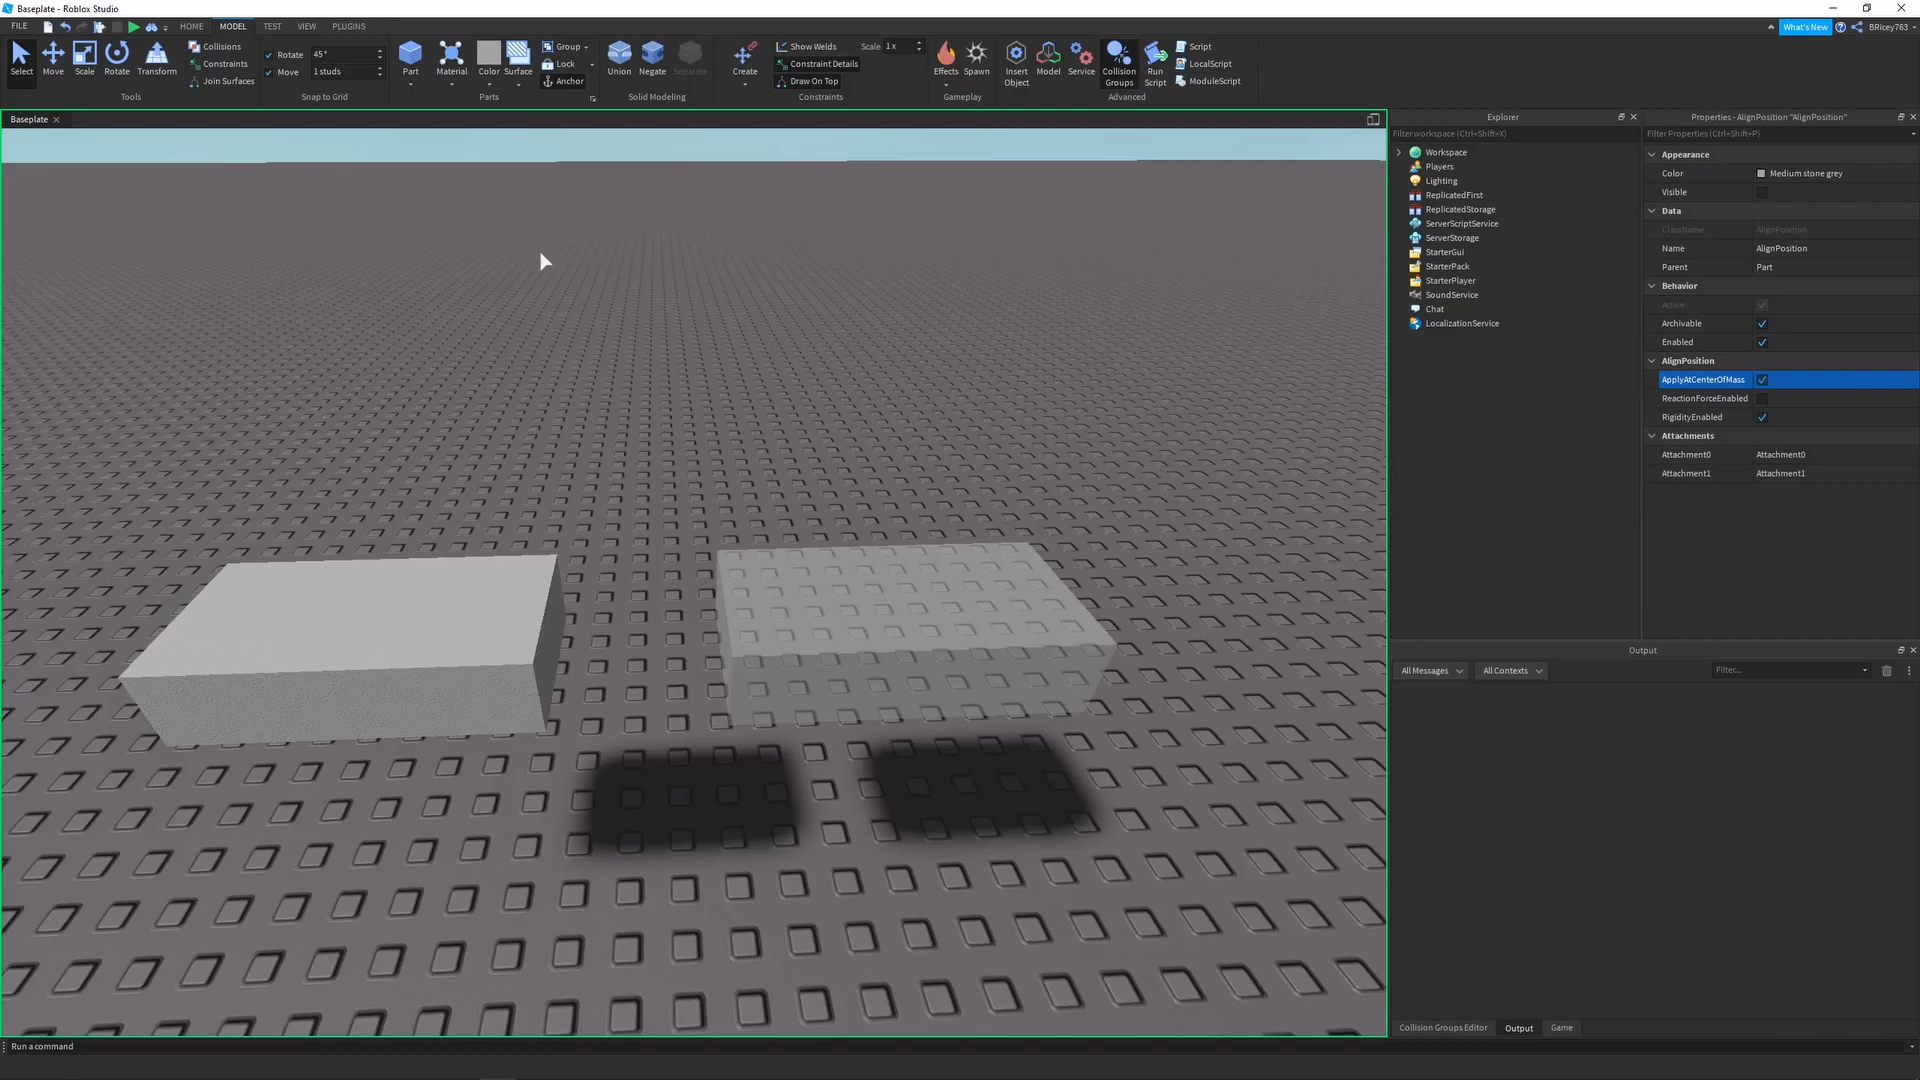 Baseplate - Roblox Studio
FILE
HOME
MODEL
TEST
VIEW
PLUGINS
What's New
BRicey763
Select
Move
Scale
Rotate
Transform
Collisions
Constraints
Join Surfaces
Tools
Rotate 45°
Move 1 studs
Snap to Grid
Part
Material
Color
Surface
Group
Lock
Anchor
Parts
Union
Negate
Separate
Solid Modeling
Create
Show Welds
Scale 1 x
Constraint Details
Draw On Top
Constraints
Effects
Spawn
Gameplay
Insert Object
Model
Service
Collision Groups
Run Script
Script
LocalScript
ModuleScript
Advanced
Baseplate
Explorer
Filter workspace (Ctrl+Shift+X)
Workspace
Players
Lighting
ReplicatedFirst
ReplicatedStorage
ServerScriptService
ServerStorage
StarterGui
StarterPack
StarterPlayer
SoundService
Chat
LocalizationService
Properties - AlignPosition "AlignPosition"
Filter Properties (Ctrl+Shift+P)
Appearance
Color Medium stone grey
Visible
Data
ClassName AlignPosition
Name AlignPosition
Parent Part
Behavior
Active
Archivable
Enabled
AlignPosition
ApplyAtCenterOfMass
ReactionForceEnabled
RigidityEnabled
Attachments
Attachment0 Attachment0
Attachment1 Attachment1
Output
All Messages
All Contexts
Filter...
Collision Groups Editor
Output
Game
Run a command